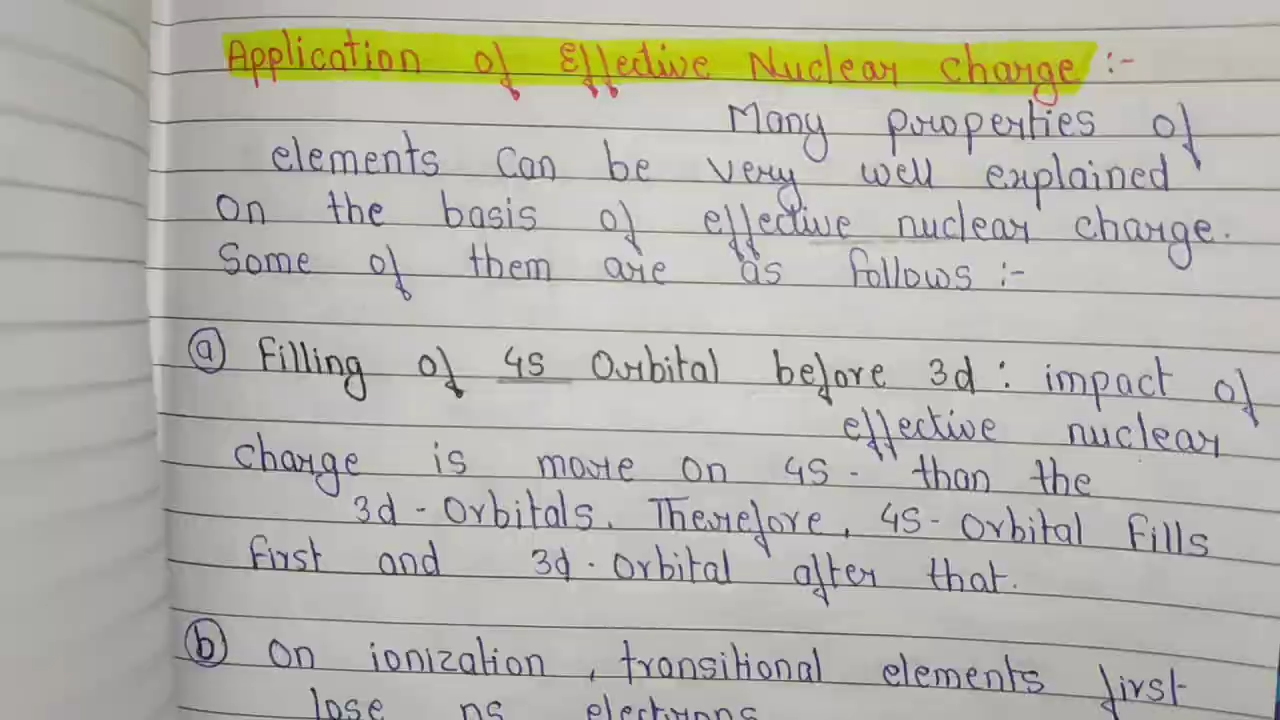 Application of Effective Nuclear charge :-
Many properties of
elements can be very well explained
on the basis of effective nuclear charge.
Some of them are as follows :-
(a) Filling of 4S Orbital before 3d : impact of
effective nuclear
charge is more on 4S - than the
3d - Orbitals. Therefore, 4S - Orbital fills
first and 3d - Orbital after that.
(b) On ionization, transitional elements first
lose ns electrons